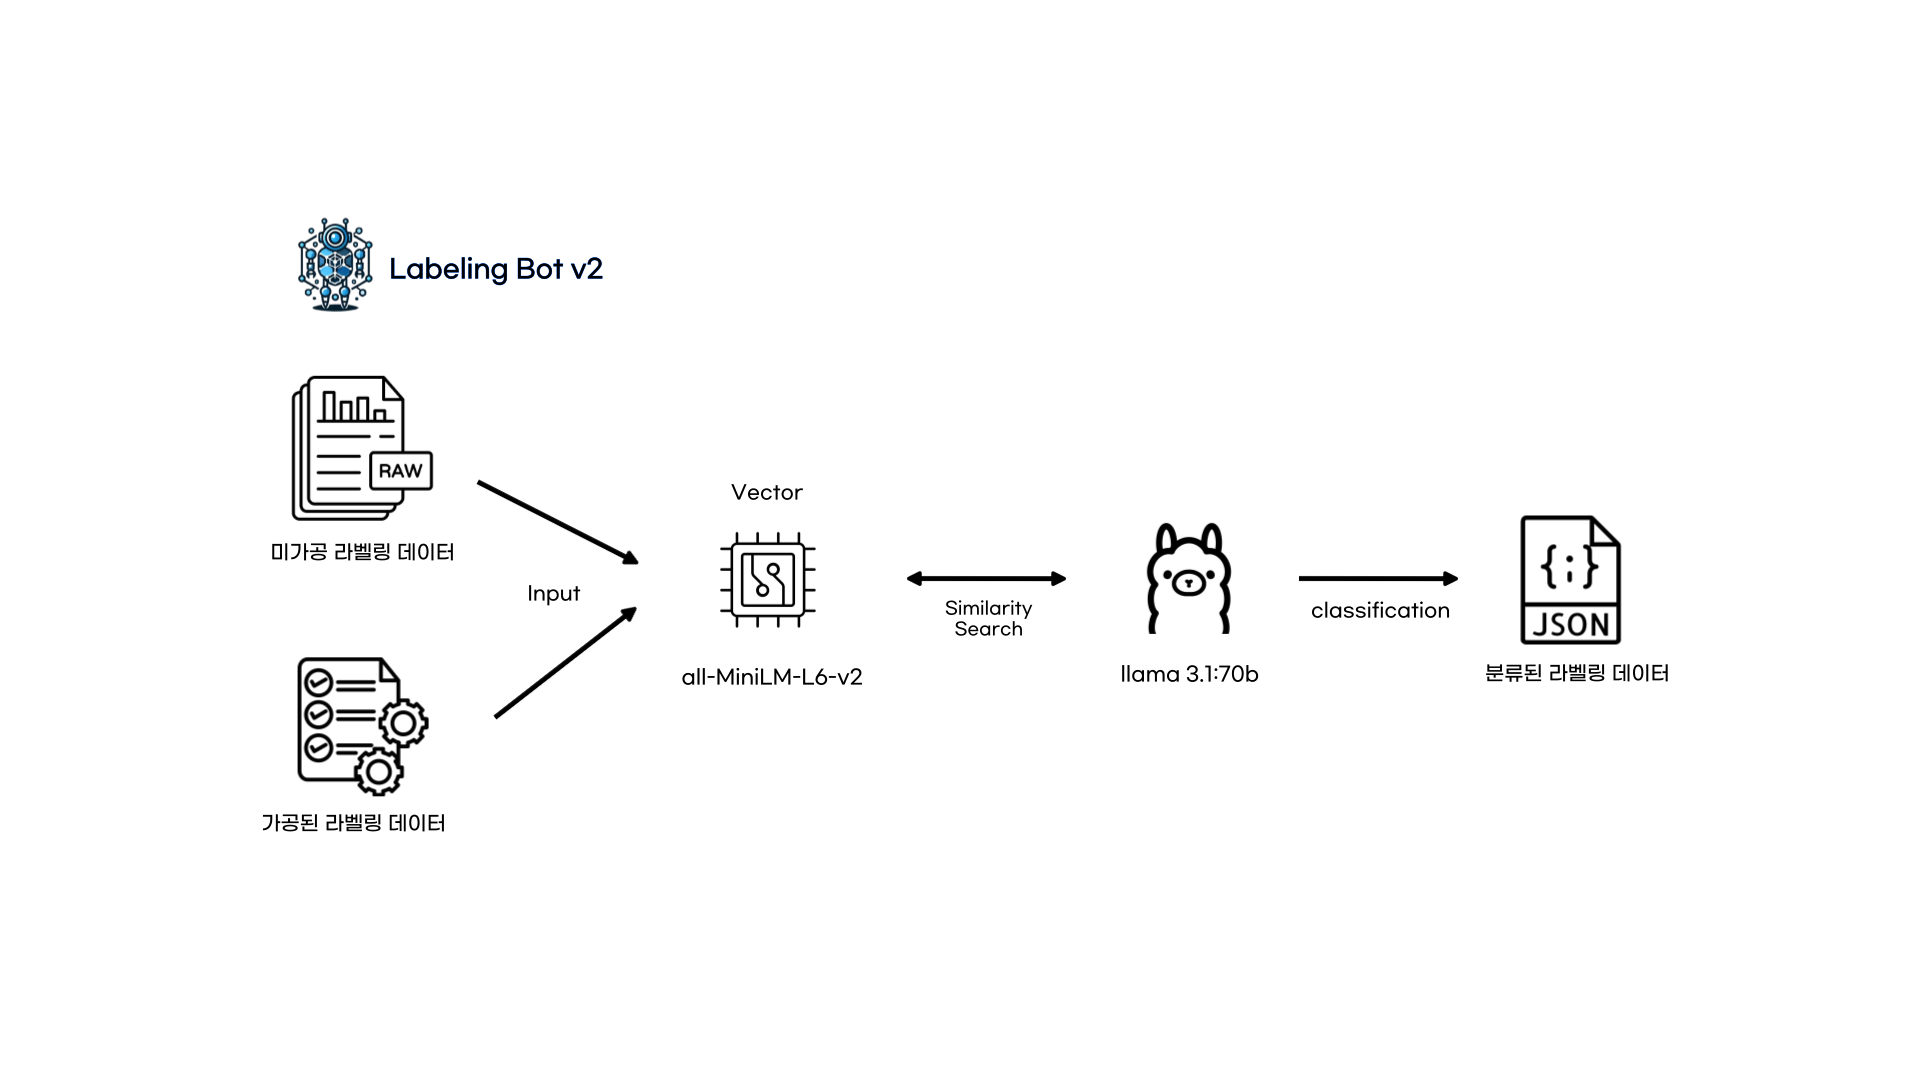 Labeling Bot v2
RAW
미가공 라벨링 데이터
Input
가공된 라벨링 데이터
Vector
all-MiniLM-L6-v2
Similarity
Search
llama 3.1:70b
classification
{;}
JSON
분류된 라벨링 데이터